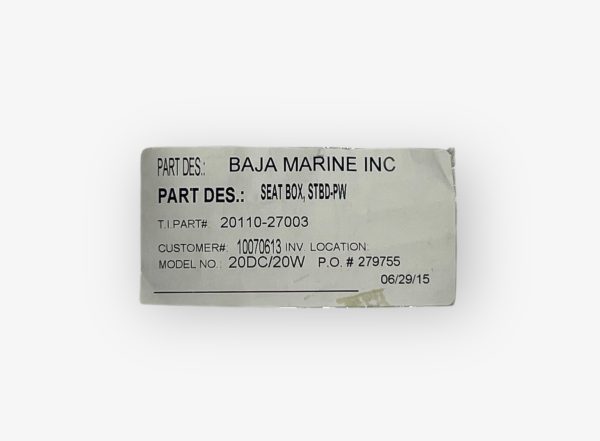 PART DES.: BAJA MARINE INC
PART DES.: SEAT BOX, STBD-PW
T.I.PART#: 20110-27003
CUSTOMER#: 10070613 INV. LOCATION:
MODEL NO.: 20DC/20W P.O. # 279755
06/29/15